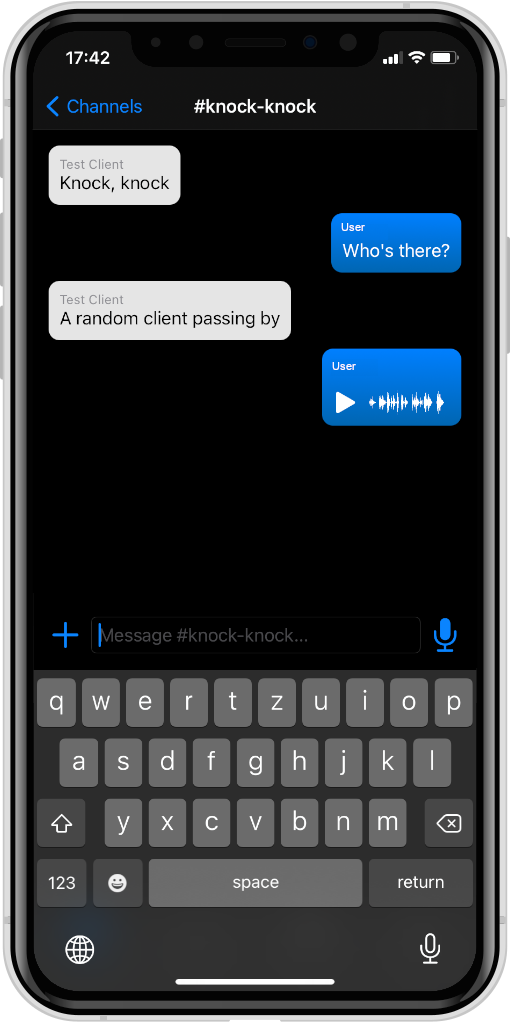 17:42
Channels
#knock-knock
Test Client
Knock, knock
User
Who's there?
Test Client
A random client passing by
User
Message #knock-knock...
q w e r t z u i o p
a s d f g h j k l
y x c v b n m
123 space return